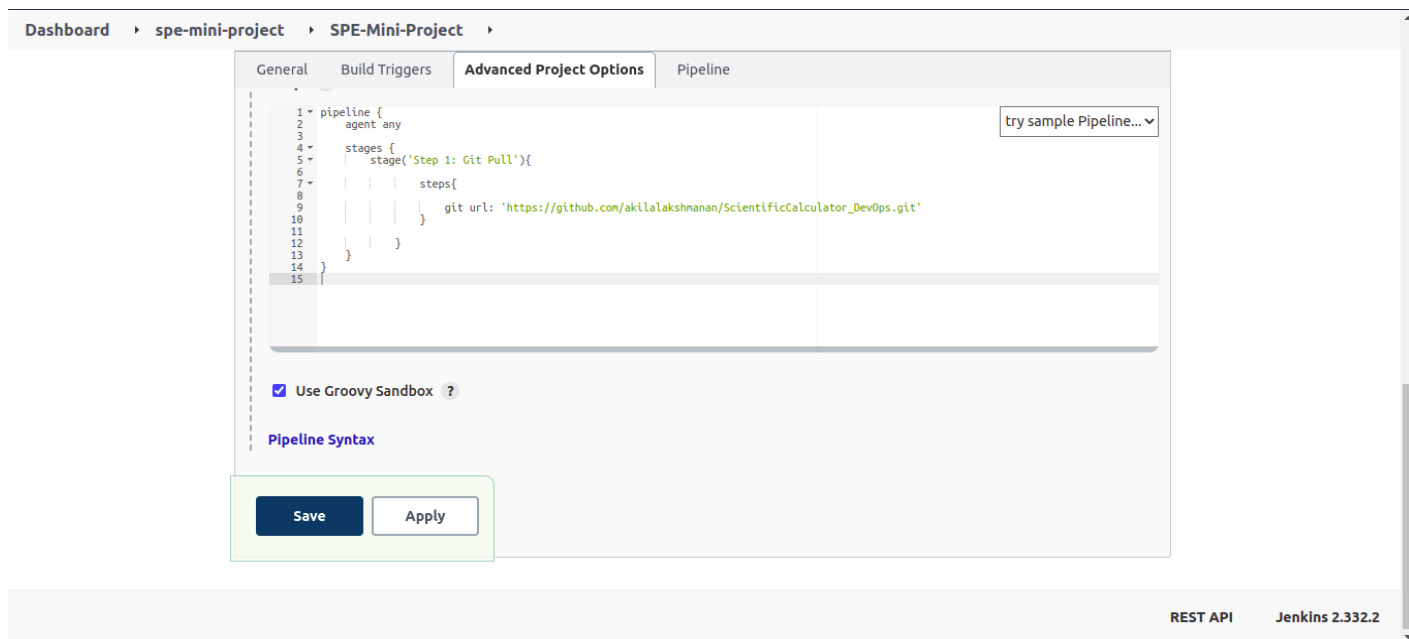 Dashboard spe-mini-project SPE-Mini-Project
General Build Triggers Advanced Project Options Pipeline
try sample Pipeline...
1 pipeline {
2 agent any
3
4 stages {
5 stage('Step 1: Git Pull'){
6
7 steps{
8
9 git url: 'https://github.com/akilalakshmanan/ScientificCalculator_DevOps.git'
10 }
11
12 }
13 }
14 }
15
Use Groovy Sandbox ?
Pipeline Syntax
Save Apply
REST API Jenkins 2.332.2